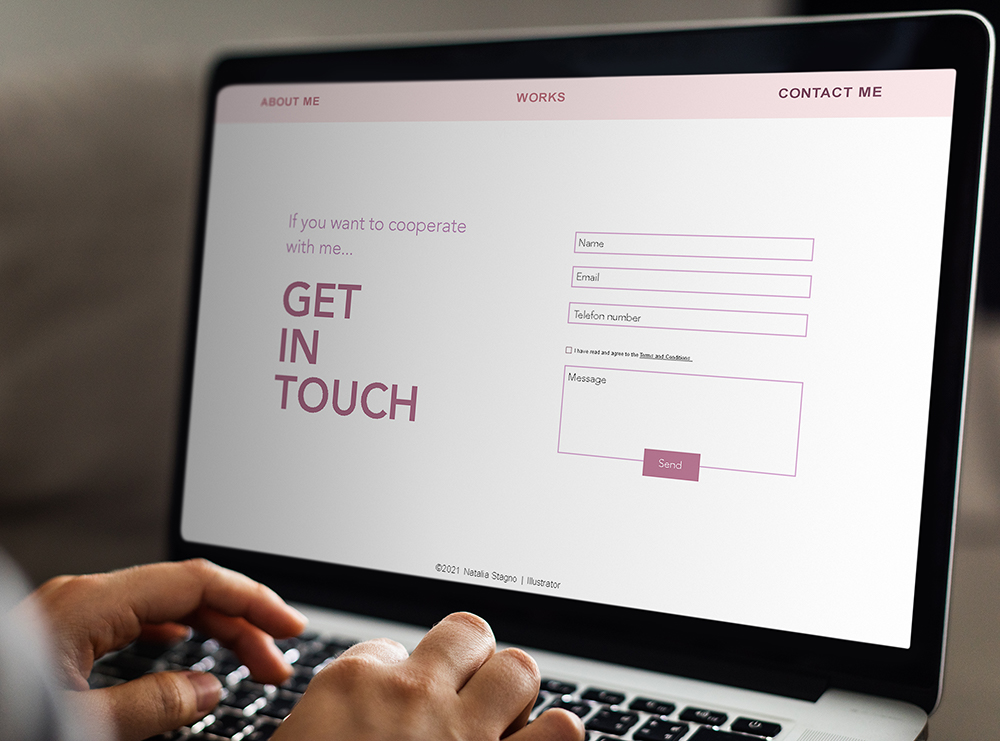 ABOUT ME
WORKS
CONTACT ME
If you want to cooperate
with me...
GET
IN
TOUCH
Name
Email
Telefon number
I have read and agree to the Terms and Conditions
Message
Send
©2021 Natalia Stagno | Illustrator